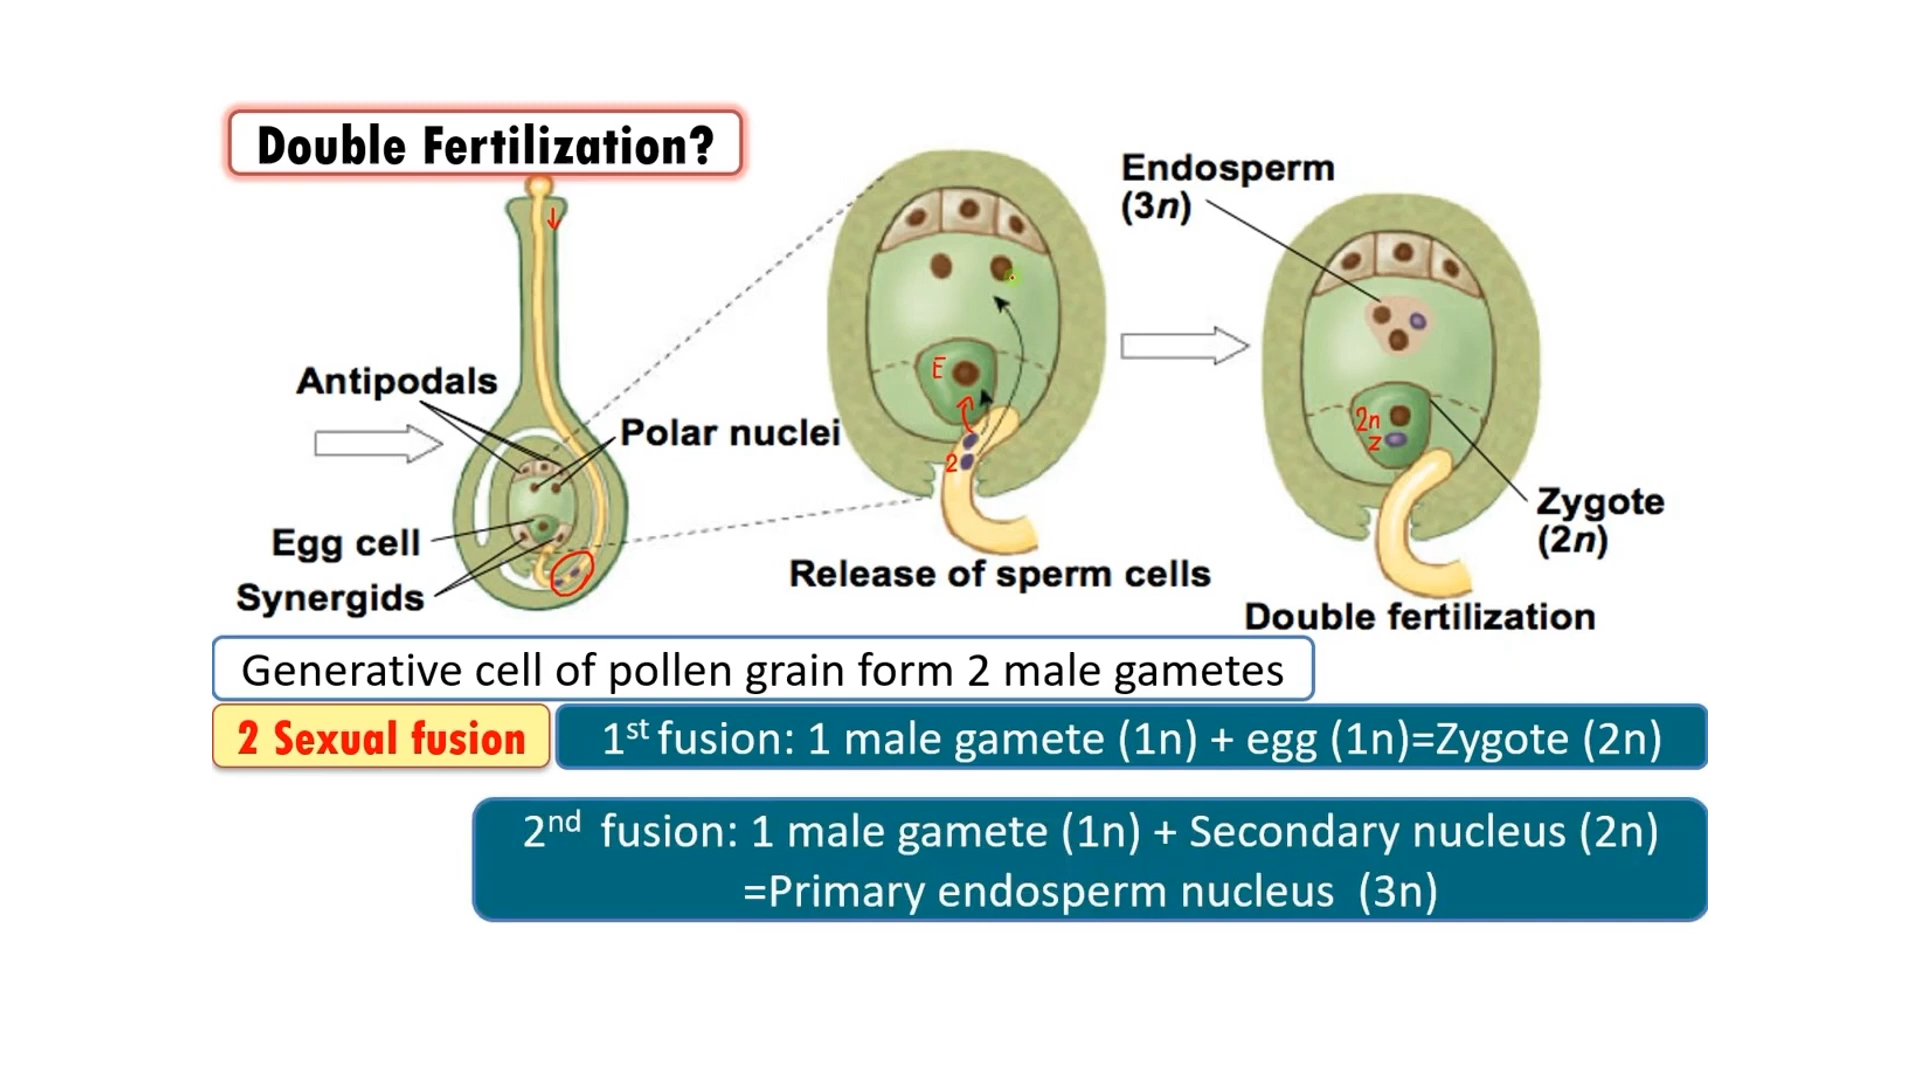 Double Fertilization?
Endosperm
(3n)
Antipodals
Polar nuclei
E
2
2n
z
Egg cell
Synergids
Zygote
(2n)
Release of sperm cells
Double fertilization
Generative cell of pollen grain form 2 male gametes
2 Sexual fusion
1st fusion: 1 male gamete (1n) + egg (1n)=Zygote (2n)
2nd fusion: 1 male gamete (1n) + Secondary nucleus (2n)
=Primary endosperm nucleus (3n)